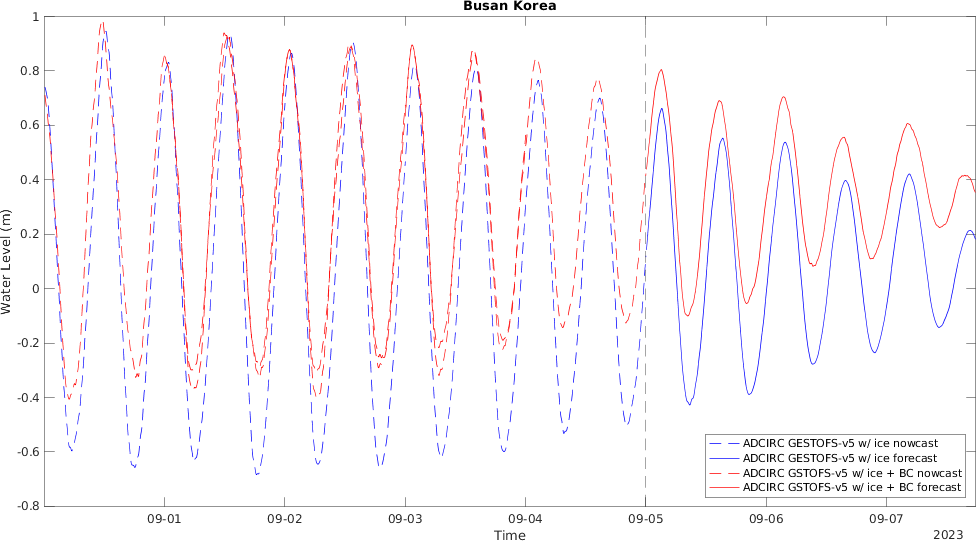 Busan Korea
1
0.8
0.6
0.4
0.2
0
-0.2
-0.4
-0.6
-0.8
Water Level (m)
09-01
09-02
09-03
09-04
09-05
09-06
09-07
Time
2023
ADCIRC GESTOFS-v5 w/ ice nowcast
ADCIRC GESTOFS-v5 w/ ice forecast
ADCIRC GSTOFS-v5 w/ ice + BC nowcast
ADCIRC GSTOFS-v5 w/ ice + BC forecast